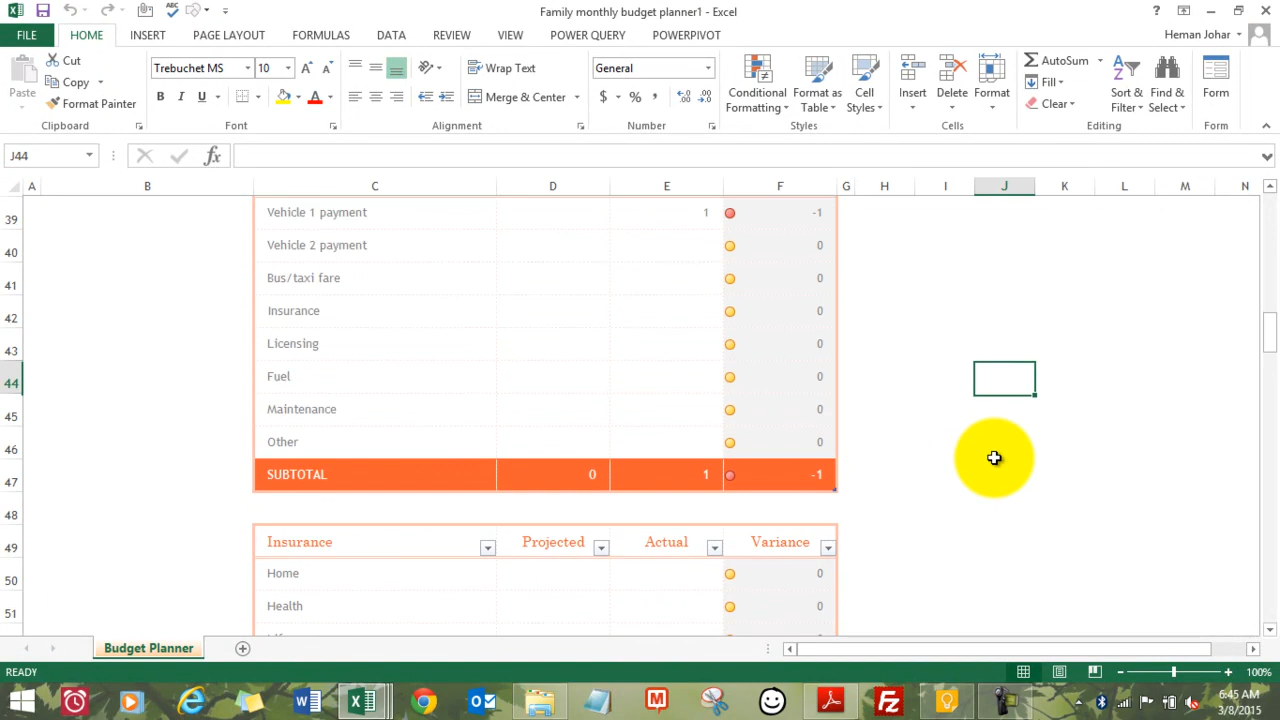 Family monthly budget planner1 - Excel
?
FILE HOME INSERT PAGE LAYOUT FORMULAS DATA REVIEW VIEW POWER QUERY POWERPIVOT Heman Johar
Paste
Cut
Copy
Format Painter
Clipboard
Trebuchet MS 10
B I U A
Font
Wrap Text
Merge & Center
Alignment
General
$ % ,
Number
Conditional Formatting
Format as Table
Cell Styles
Styles
Insert
Delete
Format
Cells
AutoSum
Fill
Clear
Sort & Filter
Find & Select
Editing
Form
Form
J44 fx
A B C D E F G H I J K L M N
39 Vehicle 1 payment 1 -1
40 Vehicle 2 payment 0
41 Bus/taxi fare 0
42 Insurance 0
43 Licensing 0
44 Fuel 0
45 Maintenance 0
46 Other 0
47 SUBTOTAL 0 1 -1
48
49 Insurance Projected Actual Variance
50 Home 0
51 Health 0
Budget Planner
READY 100%
6:45 AM
3/8/2015